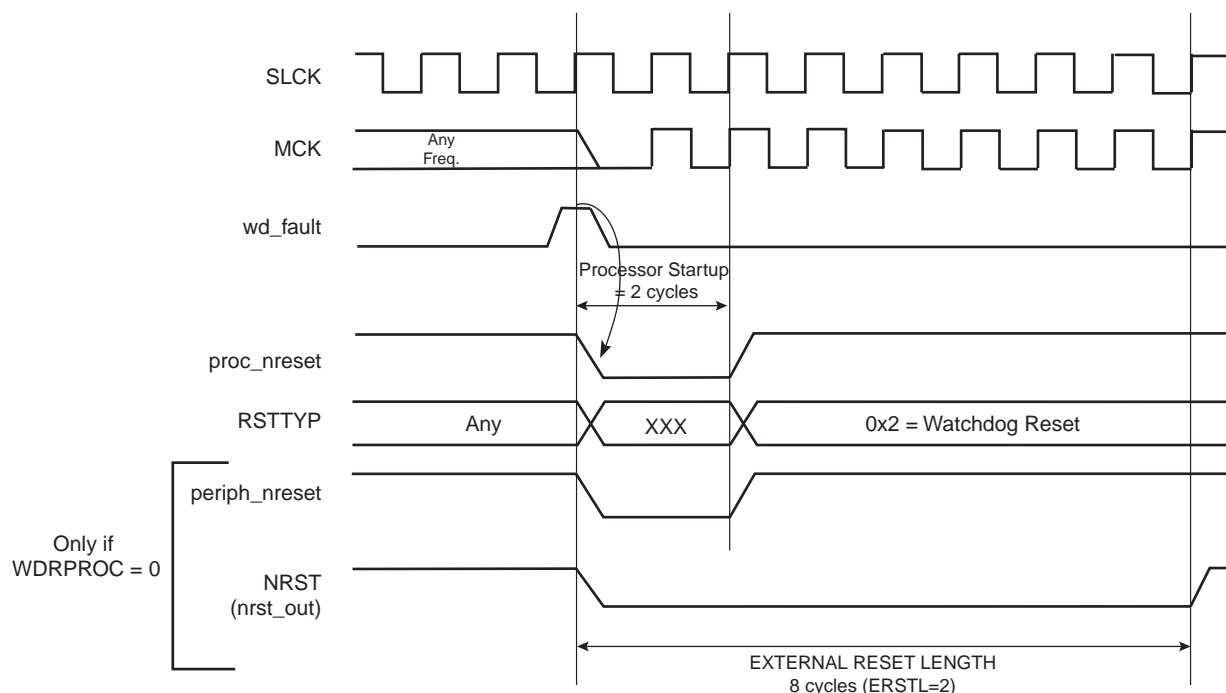 SLCK
MCK
Any
Freq.
wd_fault
Processor Startup
= 2 cycles
proc_nreset
RSTTYP
Any
XXX
0x2 = Watchdog Reset
periph_nreset
Only if
WDRPROC = 0
NRST
(nrst_out)
EXTERNAL RESET LENGTH
8 cycles (ERSTL=2)